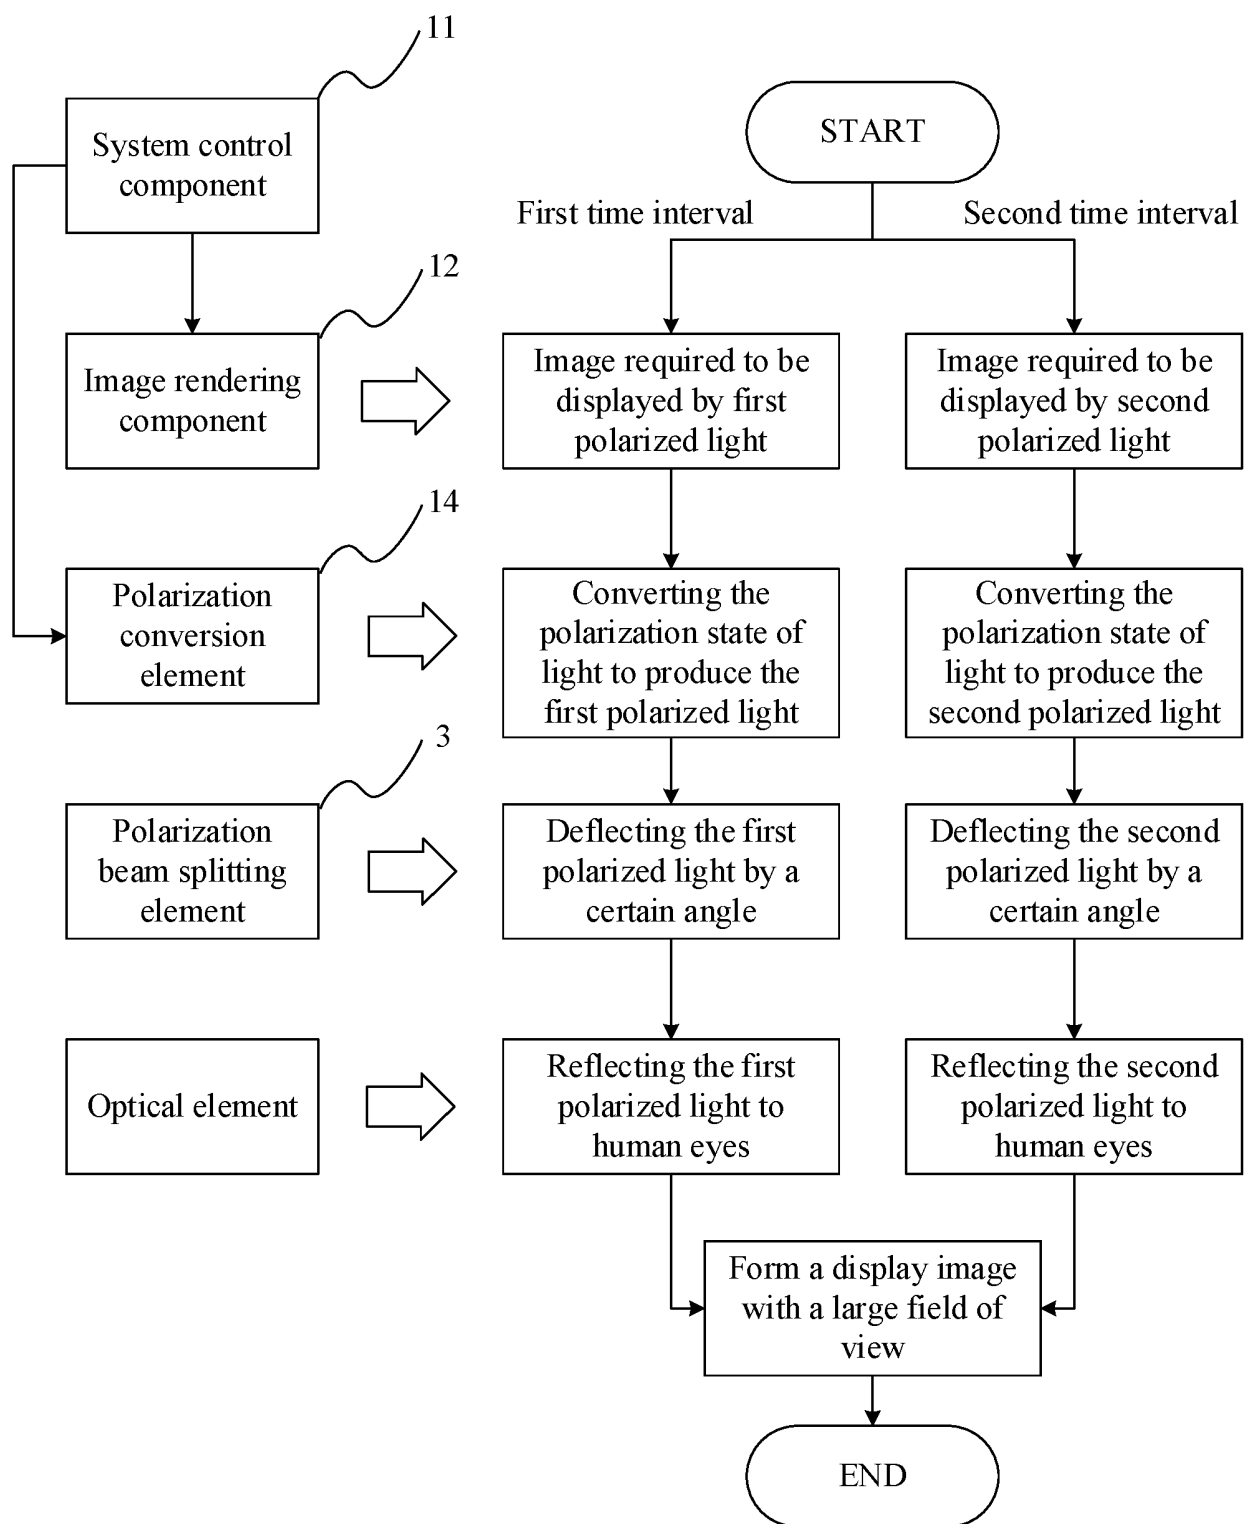 11
System control
component
START
First time interval
Second time interval
12
Image rendering
component
Image required to be
displayed by first
polarized light
Image required to be
displayed by second
polarized light
14
Polarization
conversion
element
Converting the
polarization state of
light to produce the
first polarized light
Converting the
polarization state of
light to produce the
second polarized light
3
Polarization
beam splitting
element
Deflecting the first
polarized light by a
certain angle
Deflecting the second
polarized light by a
certain angle
Optical element
Reflecting the first
polarized light to
human eyes
Reflecting the second
polarized light to
human eyes
Form a display image
with a large field of
view
END